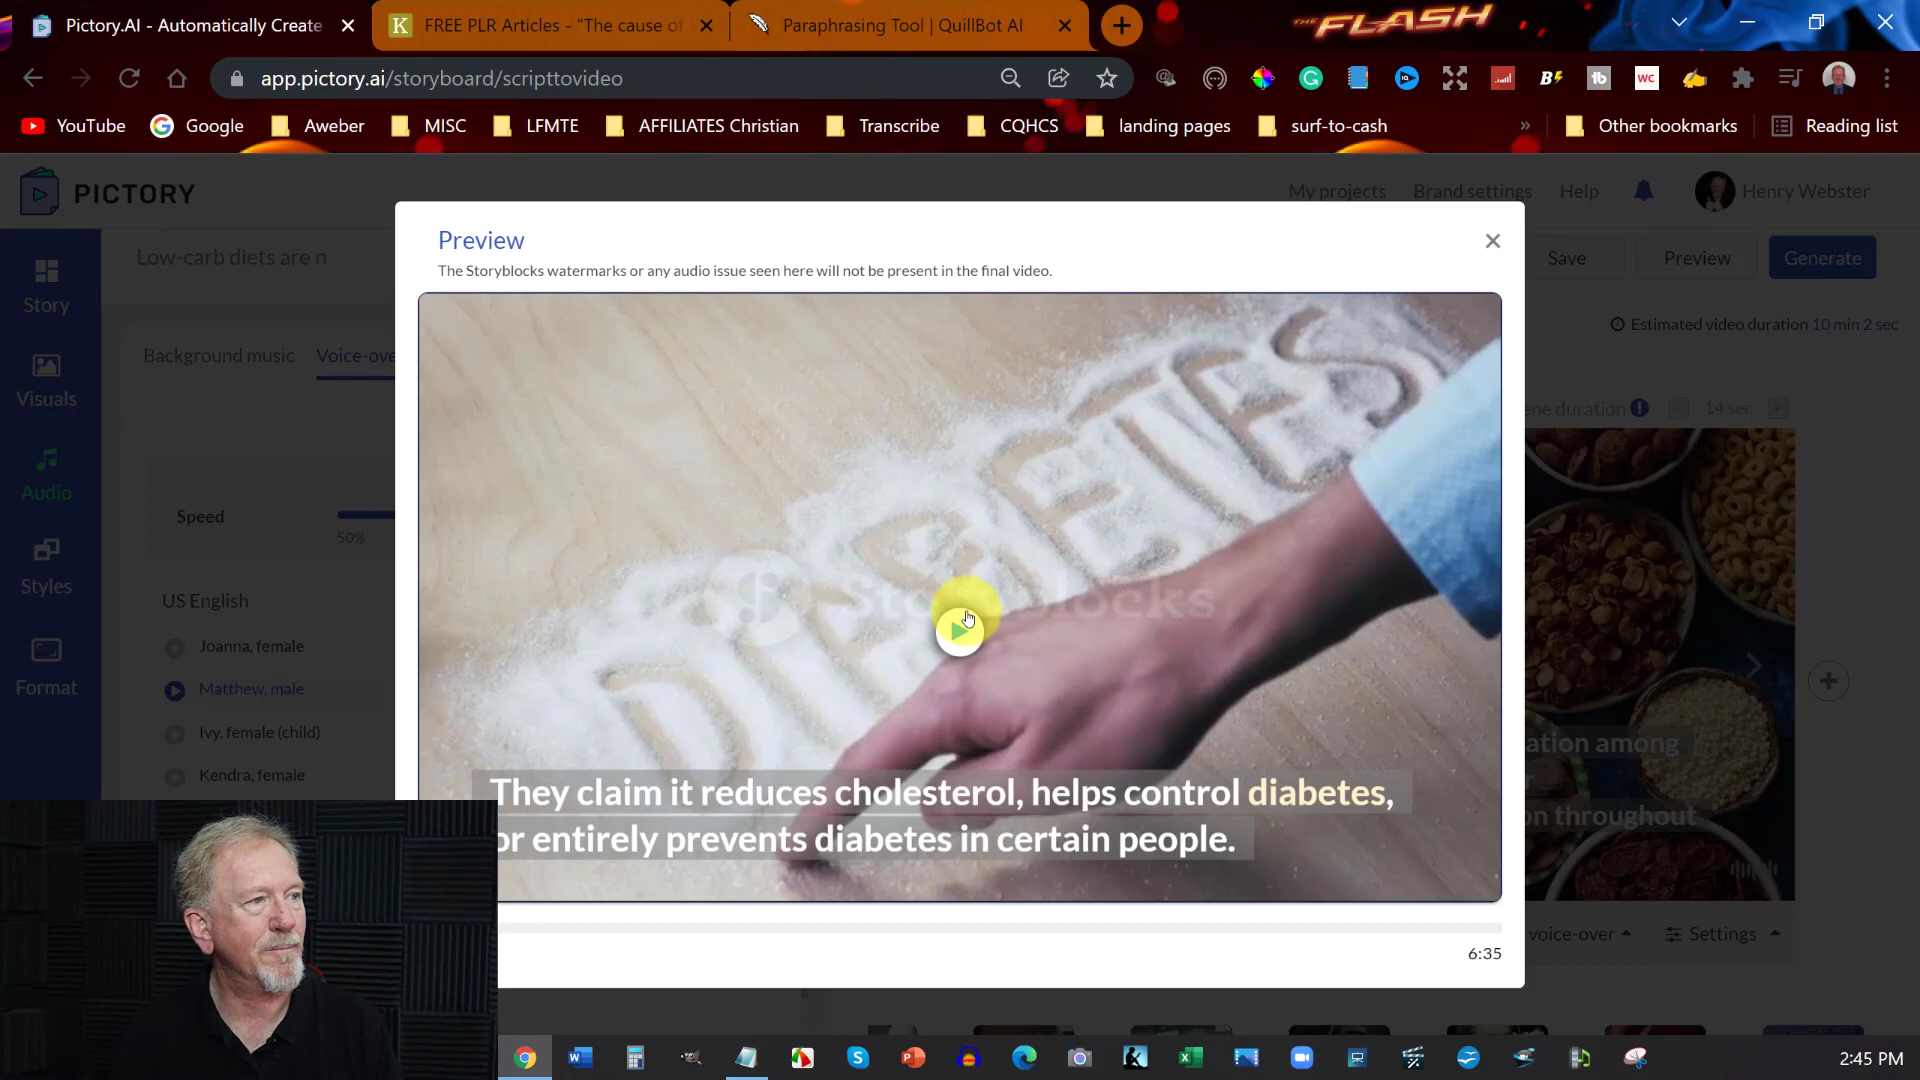 Pictory.AI - Automatically Create
FREE PLR Articles - "The cause of
Paraphrasing Tool | QuillBot AI
THE FLASH
app.pictory.ai/storyboard/scripttovideo
YouTube
Google
Aweber
MISC
LFMTE
AFFILIATES Christian
Transcribe
CQHCS
landing pages
surf-to-cash
»
Other bookmarks
Reading list
PICTORY
My projects
Brand settings
Help
Henry Webster
Low-carb diets are n
Save
Preview
Generate
Estimated video duration 10 min 2 sec
Story
Visuals
Audio
Styles
Format
Background music
Voice-ove
Speed
50%
US English
Joanna, female
Matthew, male
Ivy, female (child)
Kendra, female
Preview
The Storyblocks watermarks or any audio issue seen here will not be present in the final video.
DIABETES
Storyblocks
They claim it reduces cholesterol, helps control diabetes,
or entirely prevents diabetes in certain people.
6:35
ene duration
14 sec
ation among
r
on throughout
voice-over
Settings
2:45 PM